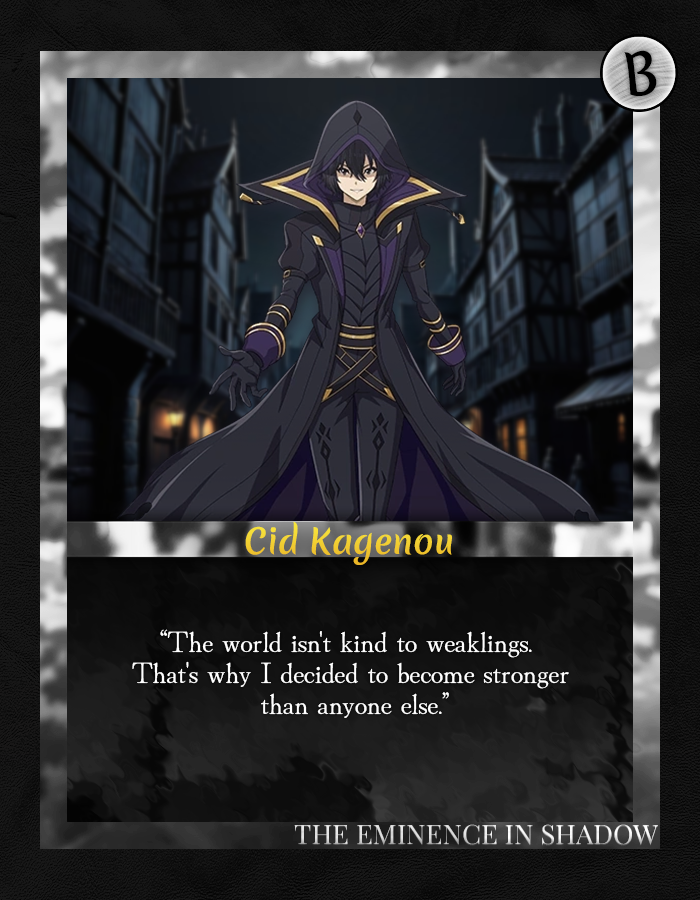 B
Cid Kagenou
“The world isn't kind to weaklings.
That's why I decided to become stronger
than anyone else.”
THE EMINENCE IN SHADOW